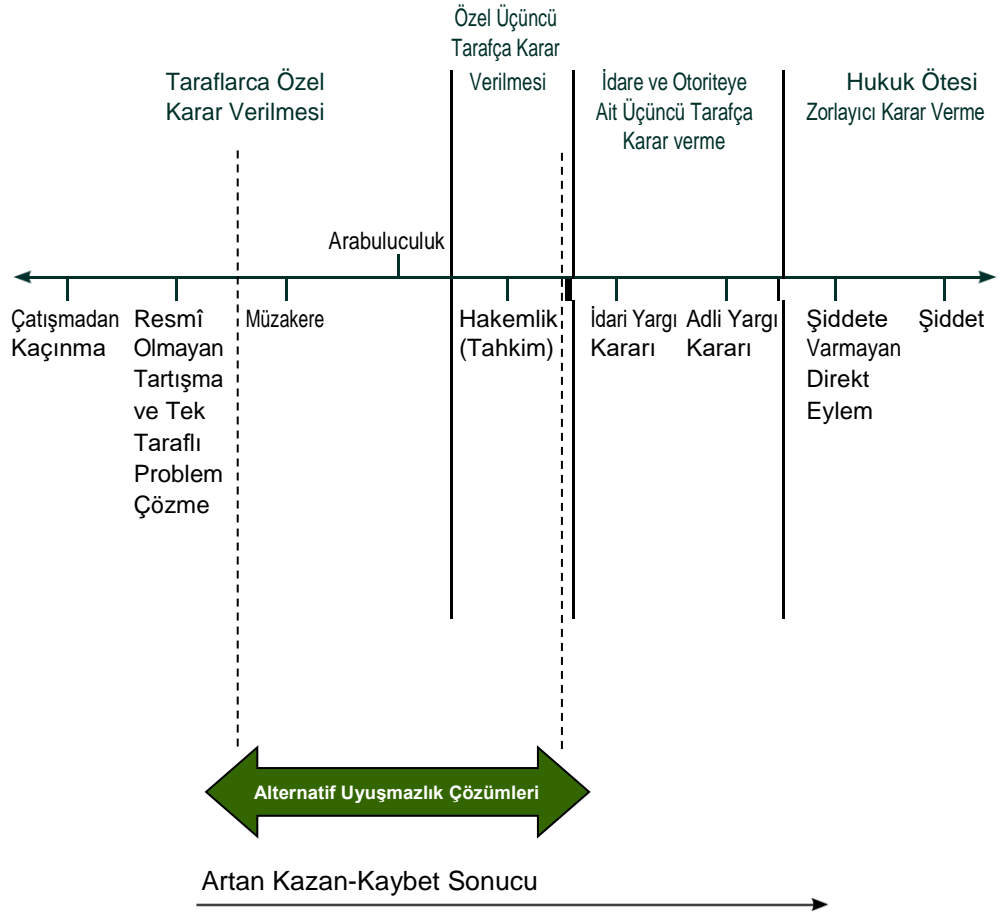 Özel Üçüncü
Tarafça Karar
Verilmesi
Taraflarca Özel
Karar Verilmesi
İdare ve Otoriteye
Ait Üçüncü Tarafça
Karar verme
Hukuk Ötesi
Zorlayıcı Karar Verme
Arabuluculuk
Çatışmadan
Kaçınma
Resmî
Olmayan
Tartışma
ve Tek
Taraflı
Problem
Çözme
Müzakere
Hakemlik
(Tahkim)
İdari Yargı
Kararı
Adli Yargı
Kararı
Şiddete
Varmayan
Direkt
Eylem
Şiddet
Alternatif Uyuşmazlık Çözümleri
Artan Kazan-Kaybet Sonucu